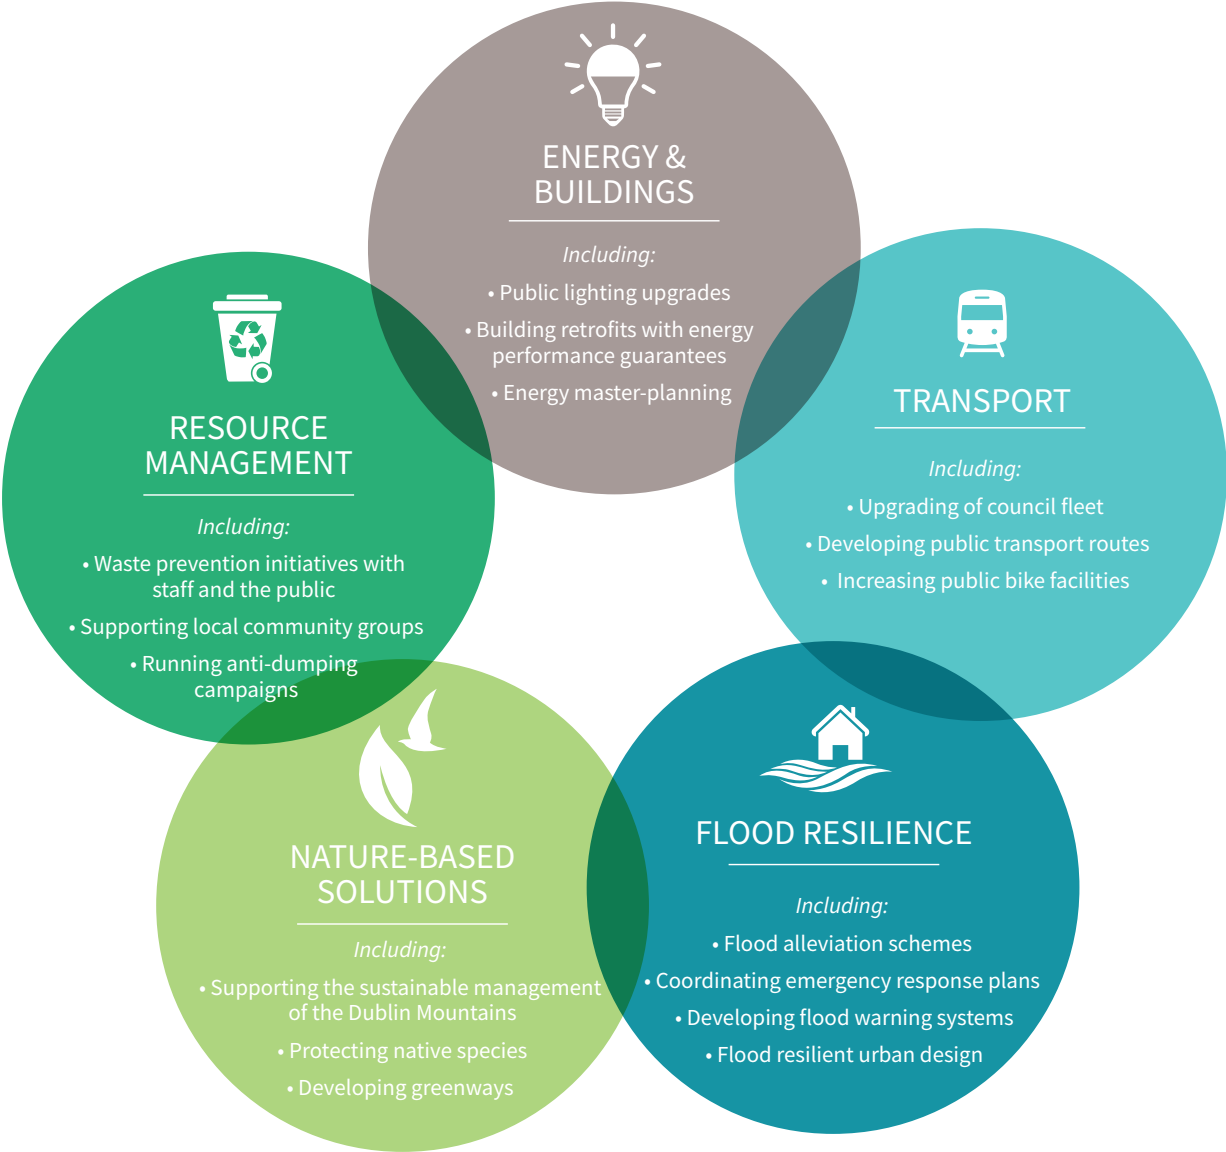 ENERGY &
BUILDINGS
Including:
• Public lighting upgrades
• Building retrofits with energy
performance guarantees
• Energy master-planning
TRANSPORT
Including:
• Upgrading of council fleet
• Developing public transport routes
• Increasing public bike facilities
RESOURCE
MANAGEMENT
Including:
• Waste prevention initiatives with
staff and the public
• Supporting local community groups
• Running anti-dumping
campaigns
NATURE-BASED
SOLUTIONS
Including:
• Supporting the sustainable management
of the Dublin Mountains
• Protecting native species
• Developing greenways
FLOOD RESILIENCE
Including:
• Flood alleviation schemes
• Coordinating emergency response plans
• Developing flood warning systems
• Flood resilient urban design